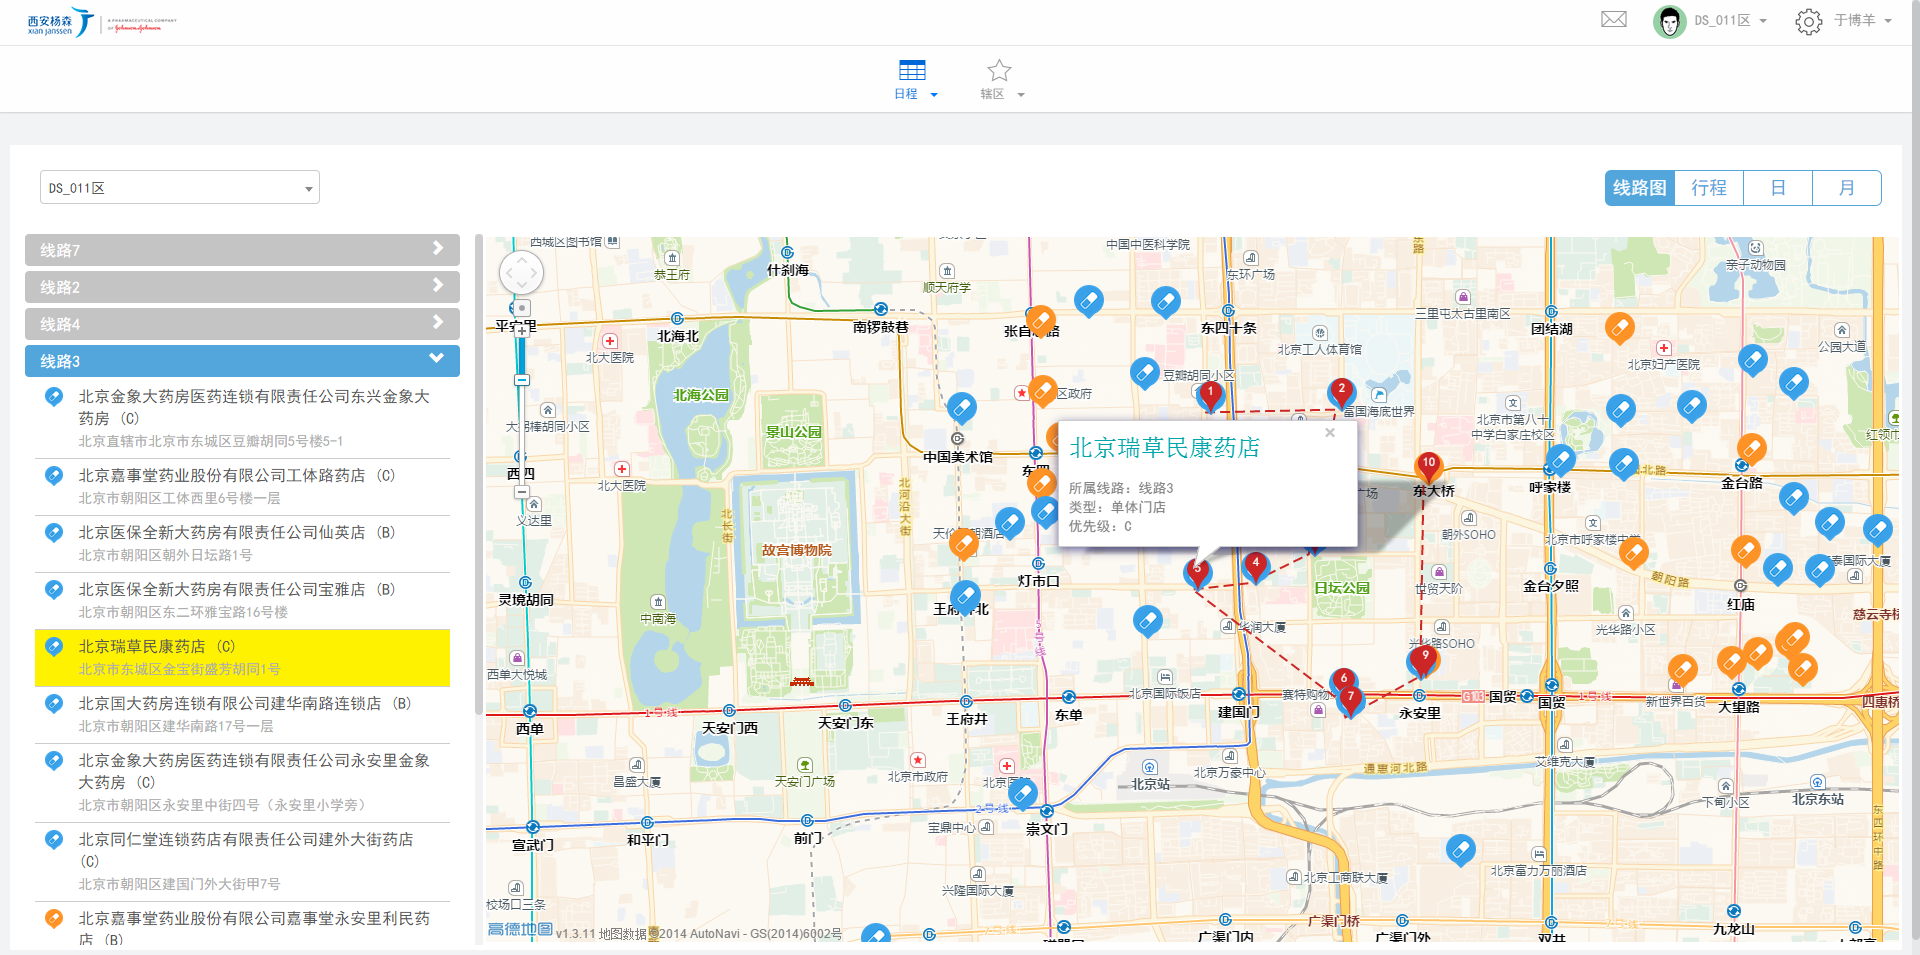 西安杨森
xian janssen
A PHARMACEUTICAL COMPANY
OF Johnson & Johnson
DS_011区
于博羊
日程
辖区
DS_011区
线路图
行程
日
月
线路7
线路2
线路4
线路3
北京金象大药房医药连锁有限责任公司东兴金象大
药房（C）
北京直辖市北京市东城区豆瓣胡同5号楼5-1
北京嘉事堂药业股份有限公司工体路药店（C）
北京市朝阳区工体西里6号楼一层
北京医保全新大药房有限责任公司仙英店（B）
北京市朝阳区朝外日坛路1号
北京医保全新大药房有限责任公司宝雅店（B）
北京市朝阳区东二环雅宝路16号楼
北京瑞草民康药店（C）
北京市东城区金宝街盛芳胡同1号
北京国大药房连锁有限公司建华南路连锁店（B）
北京市朝阳区建华南路17号一层
北京金象大药房医药连锁有限责任公司永安里金象
大药房（C）
北京市朝阳区永安里中街四号（永安里小学旁）
北京同仁堂连锁药店有限责任公司建外大街药店
（C）
北京市朝阳区建国门外大街甲7号
北京嘉事堂药业股份有限公司嘉事堂永安里利民药
店（B）
西城区图书馆
恭王府
什刹海
顺天府学
中国中医科学院
东环广场
亲子动物园
平安里
北海北
南锣鼓巷
东四十条
三里屯太古里南区
团结湖
公园大道
北大医院
北京工人体育馆
北京妇产医院
北海公园
豆瓣胡同小区
1
2
区政府
富国海底世界
北京市第八十
中学白家庄校区
红领巾
景山公园
中国美术馆
西四
东四
北京瑞草民康药店
×
所属线路：线路3
类型：单体门店
优先级：C
10
东大桥
呼家楼
金台路
北大医院
义达里
北河沿大街
北长街
故宫博物院
朝外SOHO
北京市呼家楼中学
灯市口
5
4
日坛公园
世贸天阶
金台夕照
朝阳路
红庙
灵境胡同
中南海
5号线
华润大厦
光华路SOHO
光华路小区
慈云寺桥
西单大悦城
9
6
7
北京国际饭店
赛特购物
建国门
永安里
G103
国贸
国贸
1号线
新世界百货
大望路
四惠桥
1号线
西单
天安门西
天安门东
王府井
东单
昌盛大厦
天安门广场
北京市政府
北京站
北京万豪中心
通惠河北路
艾维克大厦
下甸小区
北京东站
2号线
宣武门
和平门
前门
宝鼎中心
崇文门
东四环中路
校场口三条
兴隆国际大厦
北京工商联大厦
北京富力万丽酒店
广渠门桥
高德地图
v1.3.11 地图数据 ©2014 AutoNavi - GS(2014)6002号
广渠门内
广渠门外
双井
九龙山